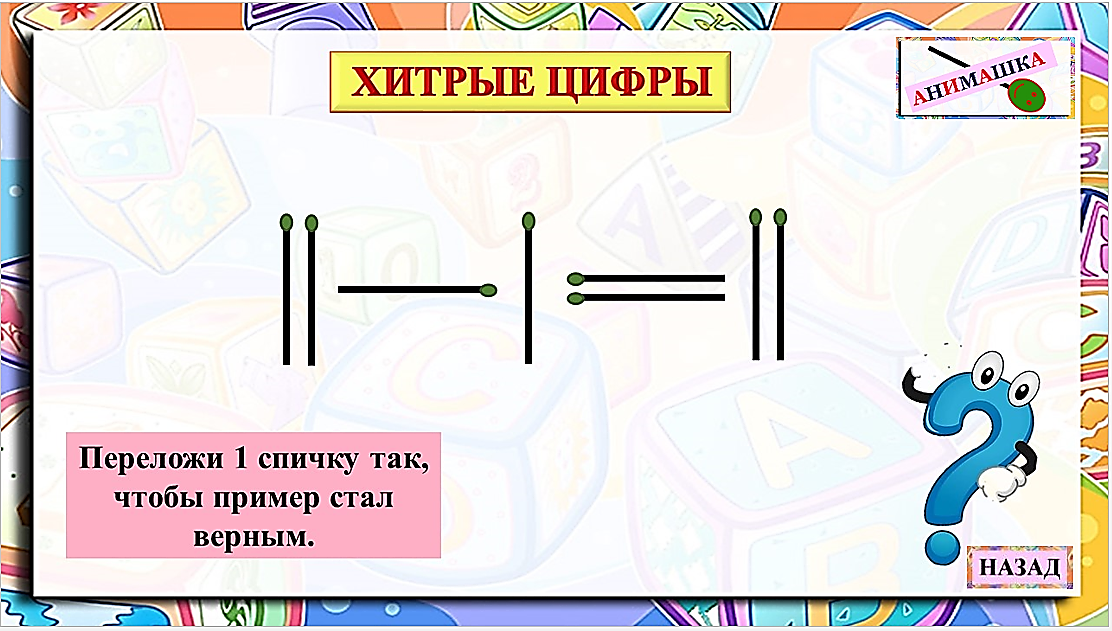 ХИТРЫЕ ЦИФРЫ
АНИМАШКА
Переложи 1 спичку так,
чтобы пример стал
верным.
НАЗАД